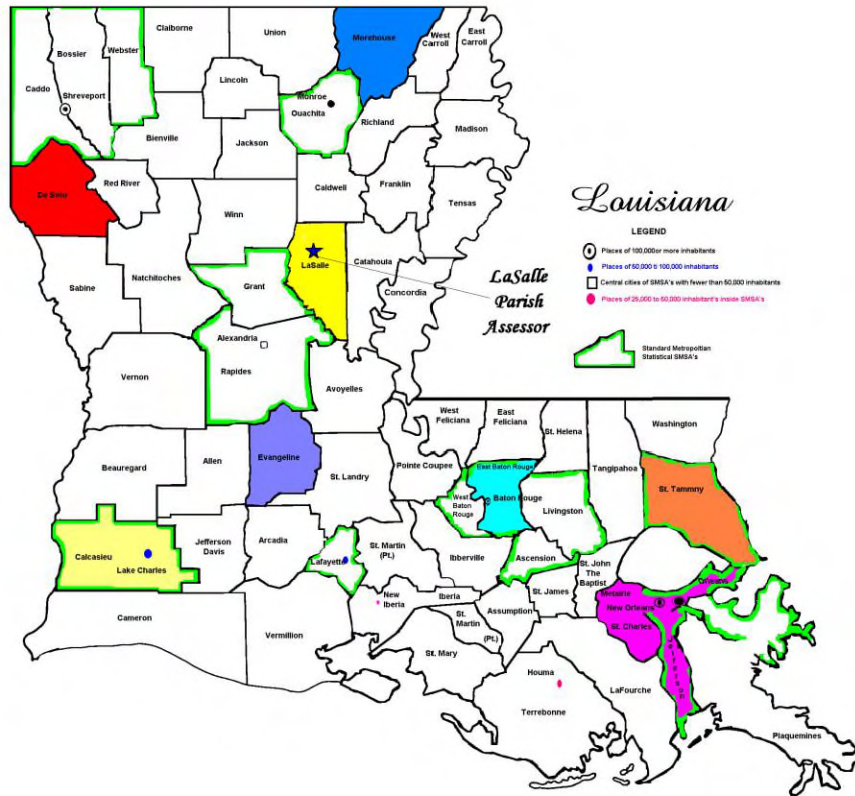 Claiborne
Union
Morehouse
West
Carroll
East
Carroll
Bossier
Webster
Caddo
Shreveport
Lincoln
Monroe
Ouachita
Richland
Madison
Bienville
Jackson
De Soto
Red River
Caldwell
Franklin
Tensas
Winn
Louisiana
LEGEND
Places of 100,000or more inhabitants
Places of 50,000 ti 100,000 inhabitants
Central cities of SMSA's with fewer than 50,000 inhabitants
Places of 25,000 to 50,000 inhabitant's inside SMSA's
Standard Metropoitian
Statistical SMSA's
LaSalle
Catahoula
LaSalle
Parish
Assessor
Sabine
Natchitoches
Grant
Concordia
Alexandria
Rapides
Vernon
Avoyelles
West
Feliciana
East
Feliciana
St. Helena
Washington
Beauregard
Allen
Evangeline
St. Landry
Pointe Coupee
East Baton Rouge
Tangipahoa
St. Tammny
West
Baton
Rouge
Baton Rouge
Livingston
Calcasieu
Lake Charles
Jefferson
Davis
Arcadia
Lafayette
St. Martin
(Pt.)
Ibberville
Ascension
St. John
The
Baptist
Orleans
Cameron
Vermillion
New
Iberia
Iberia
Assumption
St. James
Metairie
New Orleans
St. Charles
Jefferson
St.
Martin
(Pt.)
St. Mary
Houma
Terrebonne
LaFourche
Plaquemines